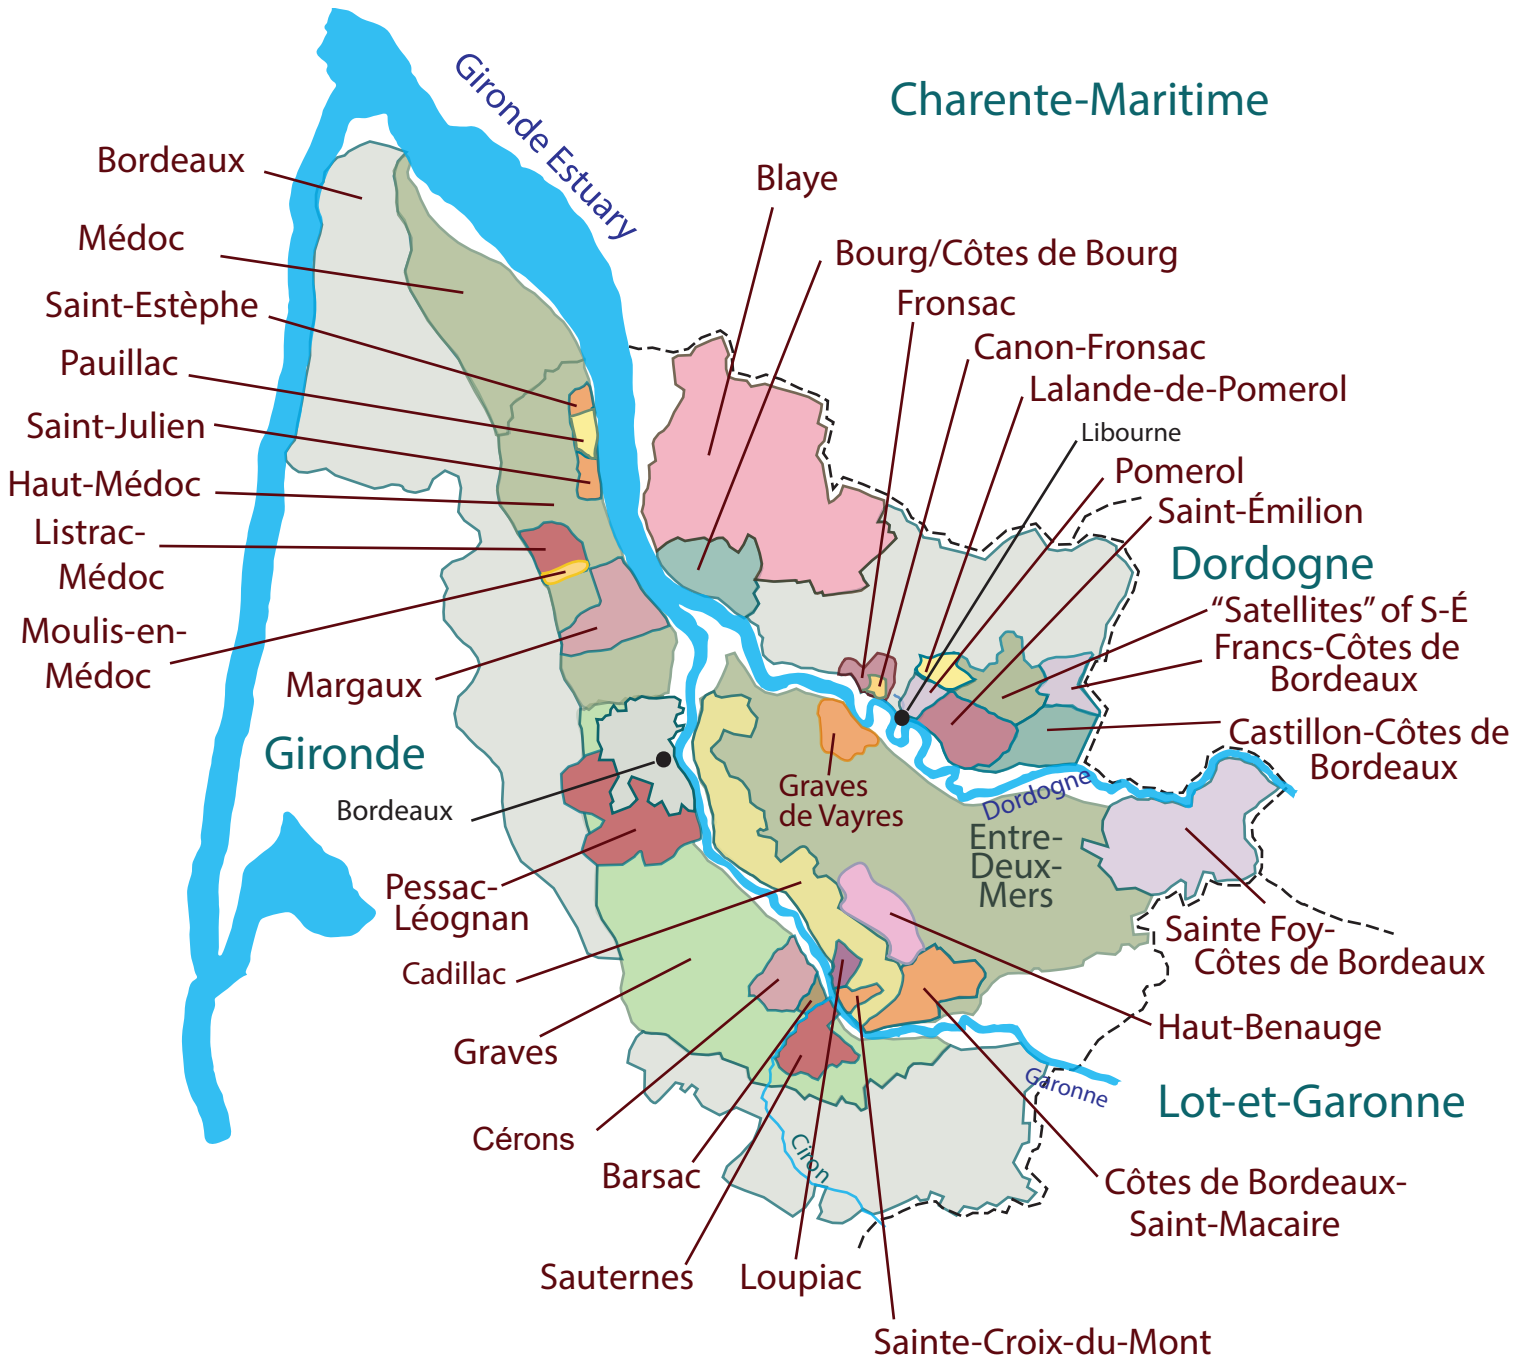 Charente-Maritime
Gironde Estuary
Bordeaux
Blaye
Médoc
Bourg/Côtes de Bourg
Saint-Estèphe
Fronsac
Pauillac
Canon-Fronsac
Lalande-de-Pomerol
Saint-Julien
Libourne
Haut-Médoc
Pomerol
Saint-Émilion
Listrac-
Médoc
Dordogne
"Satellites" of S-É
Moulis-en-
Médoc
Francs-Côtes de
Bordeaux
Margaux
Castillon-Côtes de
Bordeaux
Gironde
Graves
de Vayres
Dordogne
Bordeaux
Entre-
Deux-
Mers
Pessac-
Léognan
Sainte Foy-
Côtes de Bordeaux
Cadillac
Haut-Benauge
Graves
Garonne
Lot-et-Garonne
Cérons
Ciron
Barsac
Côtes de Bordeaux-
Saint-Macaire
Sauternes
Loupiac
Sainte-Croix-du-Mont